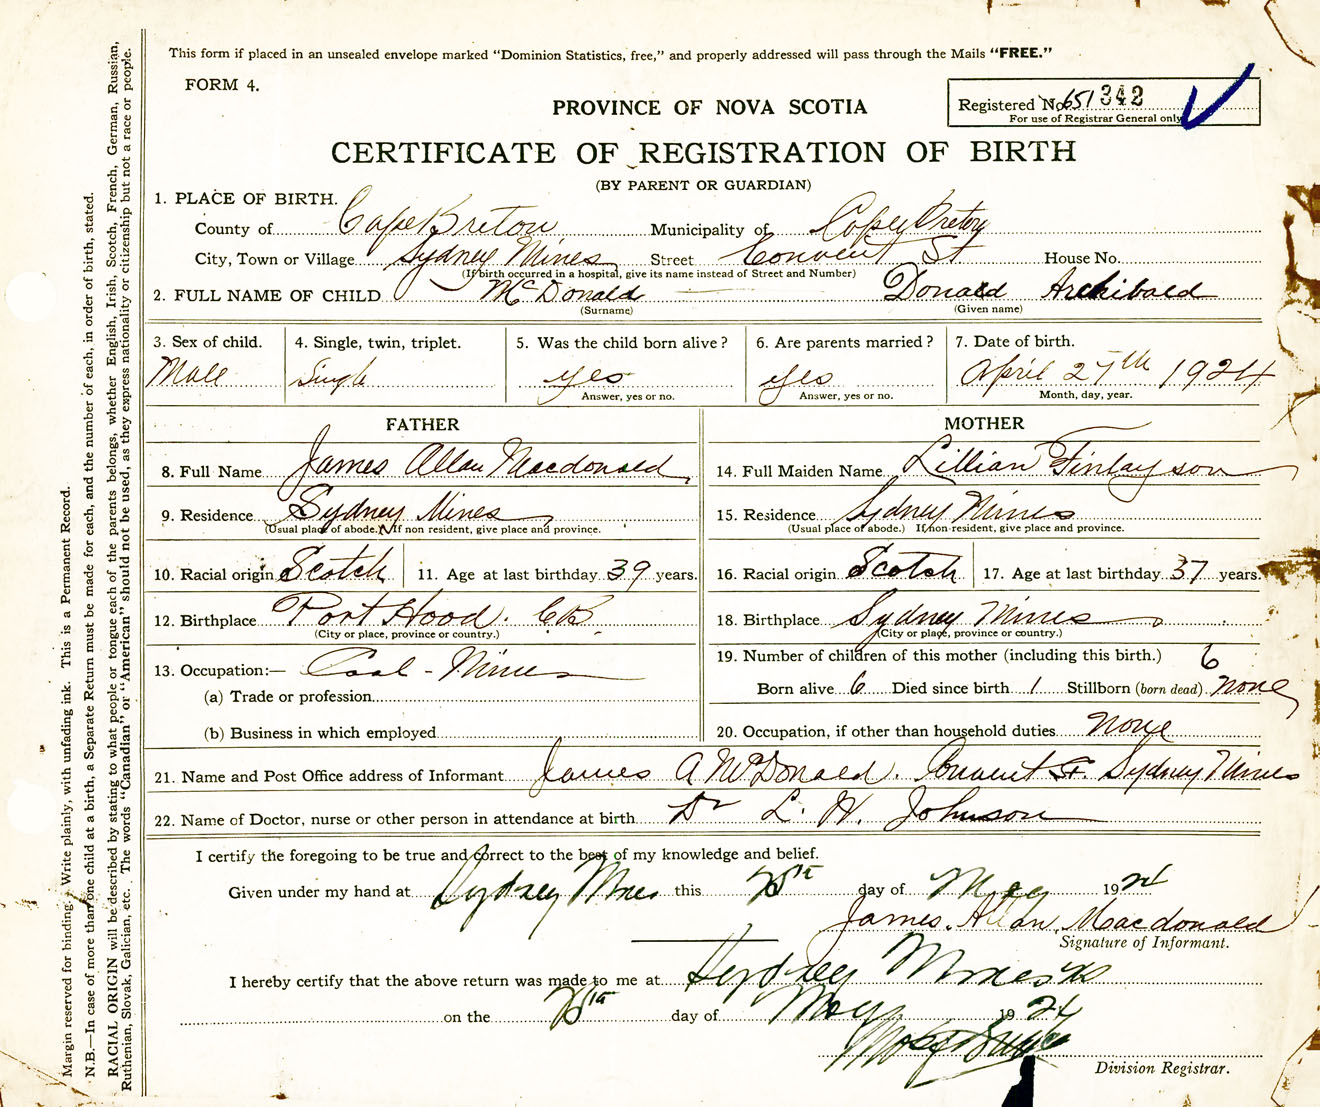 This form if placed in an unsealed envelope marked "Dominion Statistics, free," and properly addressed will pass through the Mails "FREE."
FORM 4.
PROVINCE OF NOVA SCOTIA
Registered No. 651342
For use of Registrar General only
CERTIFICATE OF REGISTRATION OF BIRTH
(BY PARENT OR GUARDIAN)
1. PLACE OF BIRTH.
County of Cape Breton Municipality of Cape Breton
City, Town or Village Sydney Mines Street Convent St House No.
(If birth occurred in a hospital, give its name instead of Street and Number)
2. FULL NAME OF CHILD McDonald Donald Archibald
(Surname) (Given name)
3. Sex of child. 4. Single, twin, triplet. 5. Was the child born alive? 6. Are parents married? 7. Date of birth.
Male Single yes yes April 27th 1924
Answer, yes or no. Answer, yes or no. Month, day, year.
FATHER
8. Full Name James Allan Macdonald
9. Residence Sydney Mines
(Usual place of abode.) If non resident, give place and province.
10. Racial origin Scotch 11. Age at last birthday 39 years.
12. Birthplace Port Hood. CB.
(City or place, province or country.)
13. Occupation:— Coal - Mines
(a) Trade or profession
(b) Business in which employed
MOTHER
14. Full Maiden Name Lillian Finlayson
15. Residence Sydney Mines
(Usual place of abode.) If non-resident, give place and province.
16. Racial origin Scotch 17. Age at last birthday 37 years.
18. Birthplace Sydney Mines
(City or place, province or country.)
19. Number of children of this mother (including this birth.) 6
Born alive 6 Died since birth 1 Stillborn (born dead) none
20. Occupation, if other than household duties none
21. Name and Post Office address of Informant James A McDonald. Convent St. Sydney Mines
22. Name of Doctor, nurse or other person in attendance at birth Dr L. H. Johnson
I certify the foregoing to be true and correct to the best of my knowledge and belief.
Given under my hand at Sydney Mines this day of May 1924
James. Allan. Macdonald
Signature of Informant.
I hereby certify that the above return was made to me at Sydney Mines
on the day of May 1924
Division Registrar.
Margin reserved for binding. Write plainly, with unfading ink. This is a Permanent Record.
N.B.—In case of more than one child at a birth, a Separate Return must be made for each, and the number of each, in order of birth, stated.
RACIAL ORIGIN will be described by stating to what people or tongue each of the parents belongs, whether English, Irish, Scotch, French, German, Russian,
Ruthenian, Slovak, Galician, etc. The words "Canadian" or "American" should not be used, as they express nationality or citizenship but not a race or people.